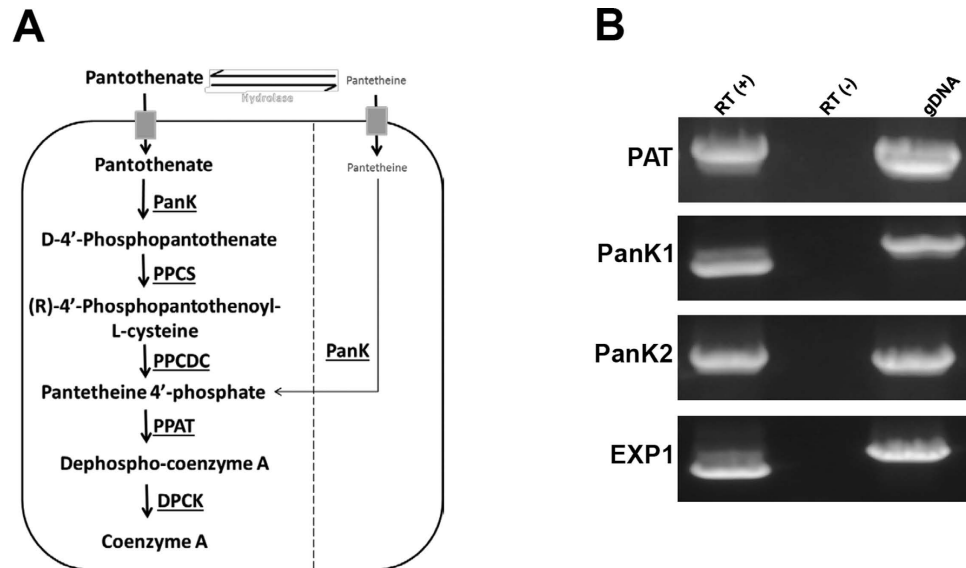 A
Pantothenate
Pantetheine
Hydrolase
Pantothenate
Pantetheine
PanK
D-4’-Phosphopantothenate
PPCS
(R)-4’-Phosphopantothenoyl-
L-cysteine
PPCDC
PanK
Pantetheine 4’-phosphate
PPAT
Dephospho-coenzyme A
DPCK
Coenzyme A
B
RT (+)
RT (-)
gDNA
PAT
PanK1
PanK2
EXP1